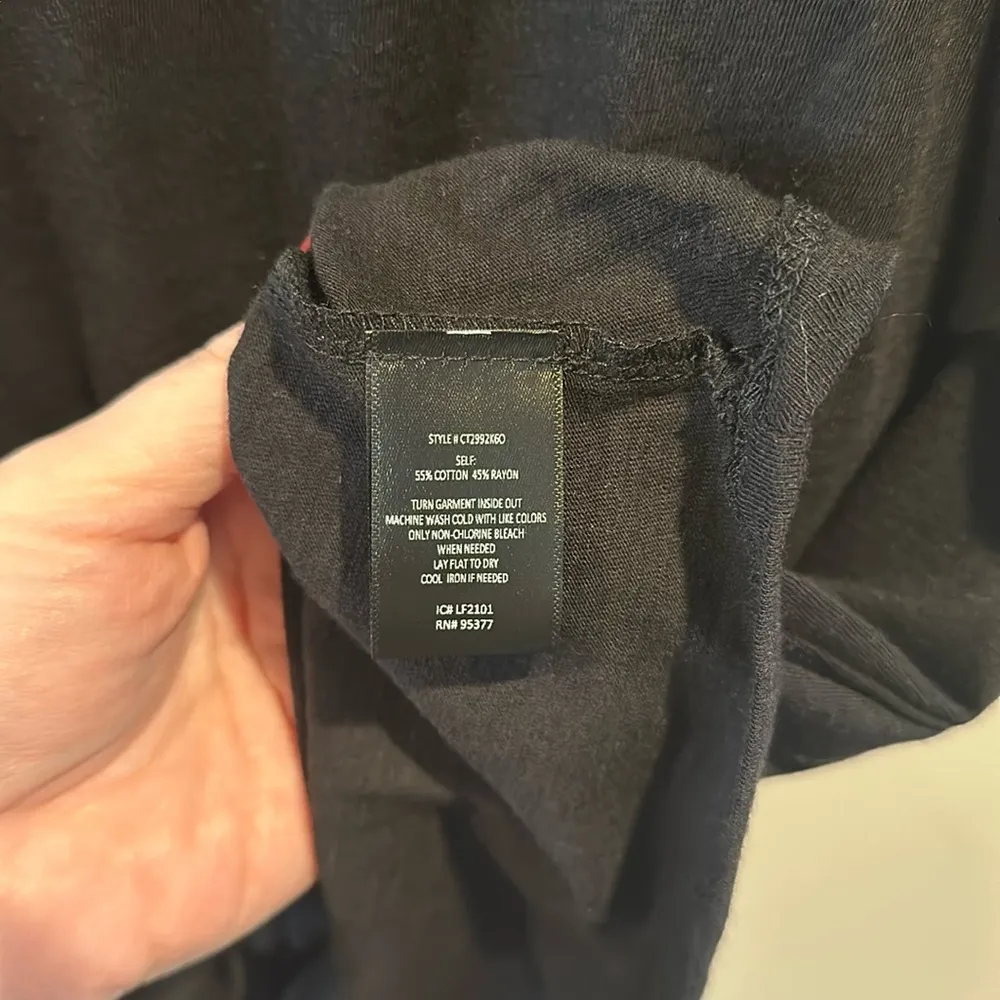 STYLE # CT2992K6O
SELF:
55% COTTON 45% RAYON
TURN GARMENT INSIDE OUT
MACHINE WASH COLD WITH LIKE COLORS
ONLY NON-CHLORINE BLEACH
WHEN NEEDED
LAY FLAT TO DRY
COOL IRON IF NEEDED
IC# LF2101
RN# 95377